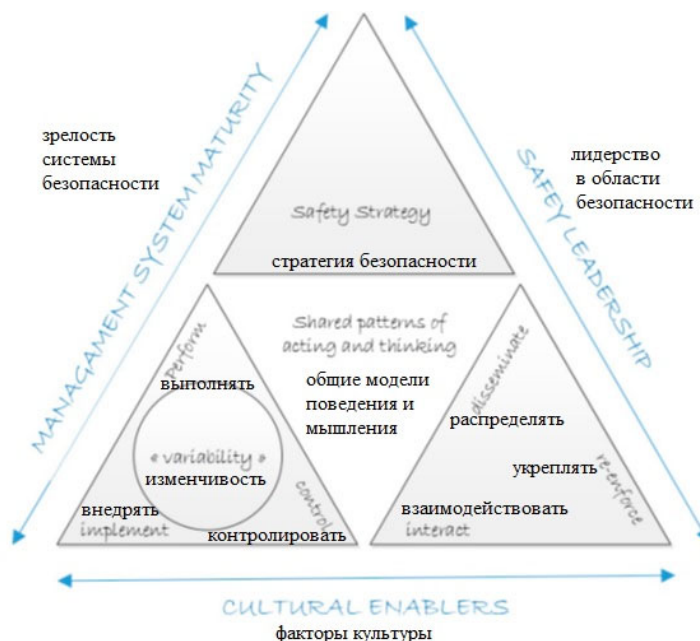 зрелость
системы
безопасности
MANAGAMENT SYSTEM MATURITY
лидерство
в области
безопасности
SAFEY LEADERSHIP
Safety Strategy
стратегия безопасности
Shared patterns of
acting and thinking
общие модели
поведения и
мышления
Perform
выполнять
« variability »
изменчивость
внедрять
implement
control
контролировать
disseminate
распределять
укреплять
re-enforce
взаимодействовать
interact
CULTURAL ENABLERS
факторы культуры